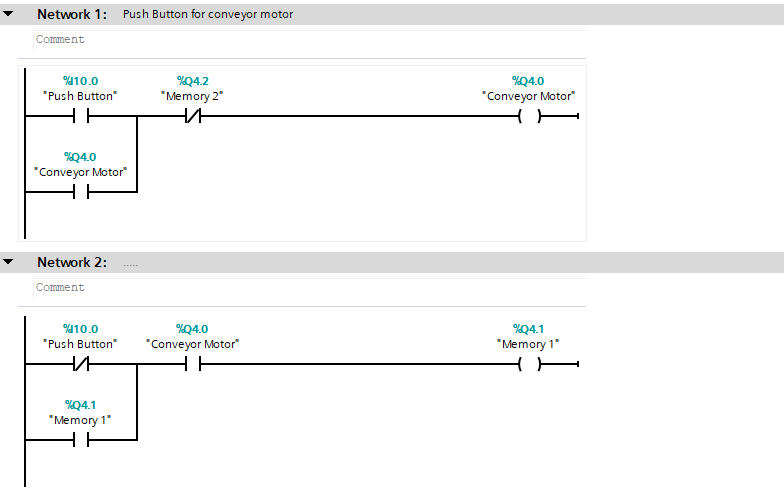 Network 1: Push Button for conveyor motor
Comment
%I10.0 %Q4.2 %Q4.0
"Push Button" "Memory 2" "Conveyor Motor"
%Q4.0
"Conveyor Motor"
Network 2: .....
Comment
%I10.0 %Q4.0 %Q4.1
"Push Button" "Conveyor Motor" "Memory 1"
%Q4.1
"Memory 1"